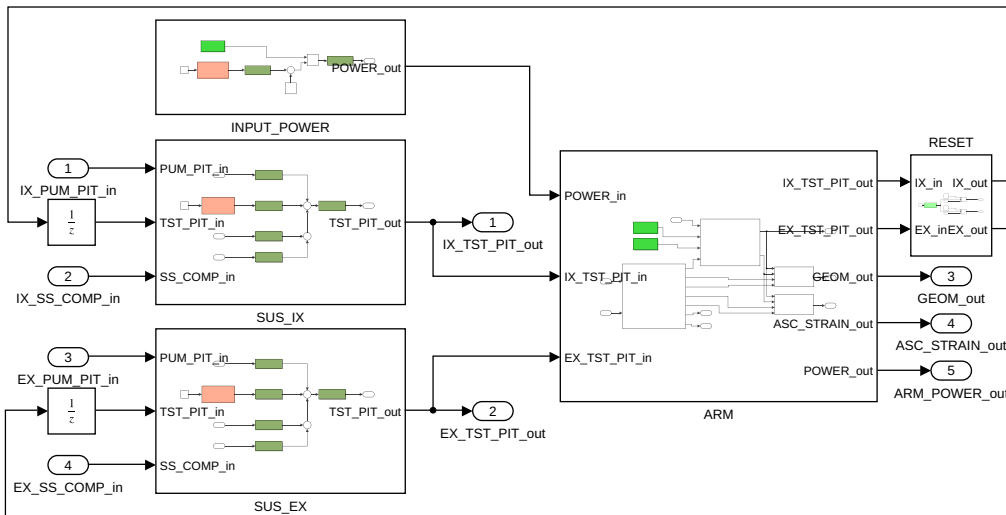 POWER_out
INPUT_POWER
RESET
1
IX_PUM_PIT_in
1
z
2
IX_SS_COMP_in
PUM_PIT_in
TST_PIT_in
TST_PIT_out
SS_COMP_in
SUS_IX
1
IX_TST_PIT_out
POWER_in
IX_TST_PIT_in
EX_TST_PIT_in
IX_TST_PIT_out
EX_TST_PIT_out
GEOM_out
ASC_STRAIN_out
POWER_out
ARM
IX_in
IX_out
EX_in
EX_out
3
GEOM_out
4
ASC_STRAIN_out
5
ARM_POWER_out
3
EX_PUM_PIT_in
1
z
4
EX_SS_COMP_in
PUM_PIT_in
TST_PIT_in
TST_PIT_out
SS_COMP_in
SUS_EX
2
EX_TST_PIT_out